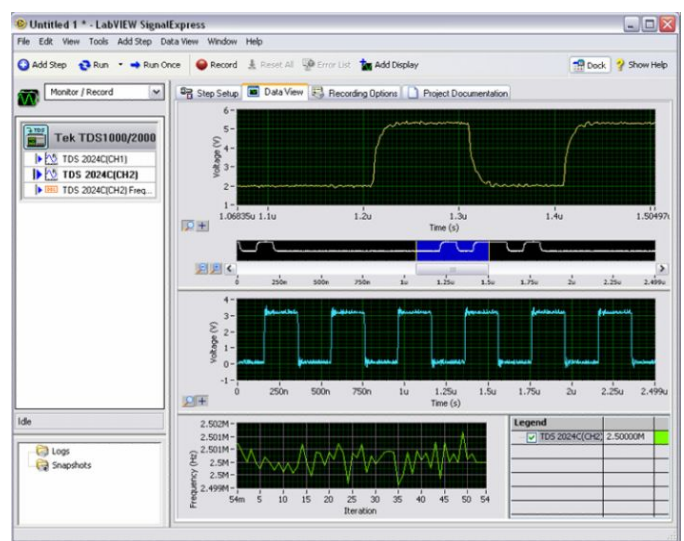 Untitled 1 * - LabVIEW SignalExpress
File Edit View Tools Add Step Data View Window Help
Add Step Run Run Once Record Reset All Error List Add Display Dock Show Help
Monitor / Record
Step Setup Data View Recording Options Project Documentation
Tek TDS1000/2000
TDS 2024C(CH1)
TDS 2024C(CH2)
TDS 2024C(CH2) Freq...
Voltage (V)
6
5
4
3
2
1
1.06835u 1.1u 1.2u 1.3u 1.4u 1.50497u
Time (s)
0 250n 500n 750n 1u 1.25u 1.5u 1.75u 2u 2.25u 2.499u
Voltage (V)
4
3
2
1
0
-1
0 250n 500n 750n 1u 1.25u 1.5u 1.75u 2u 2.25u 2.499u
Time (s)
Idle
Logs
Snapshots
Frequency (Hz)
2.502M
2.501M
2.501M
2.5M
2.5M
2.499M
54m 5 10 15 20 25 30 35 40 45 50 54
Iteration
Legend
TDS 2024C(CH2) 2.50000M